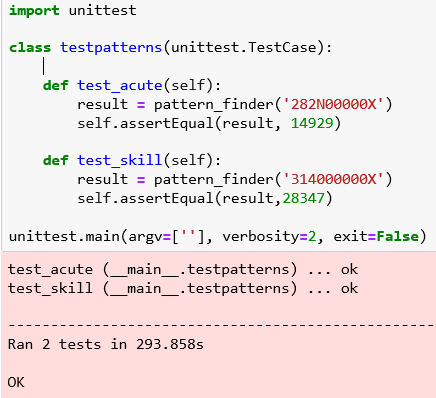 import unittest
class testpatterns(unittest.TestCase):
    def test_acute(self):
        result = pattern_finder('282N00000X')
        self.assertEqual(result, 14929)
    def test_skill(self):
        result = pattern_finder('314000000X')
        self.assertEqual(result,28347)
unittest.main(argv=[''], verbosity=2, exit=False)
test_acute (__main__.testpatterns) ... ok
test_skill (__main__.testpatterns) ... ok
----------------------------------------------------------------------
Ran 2 tests in 293.858s
OK